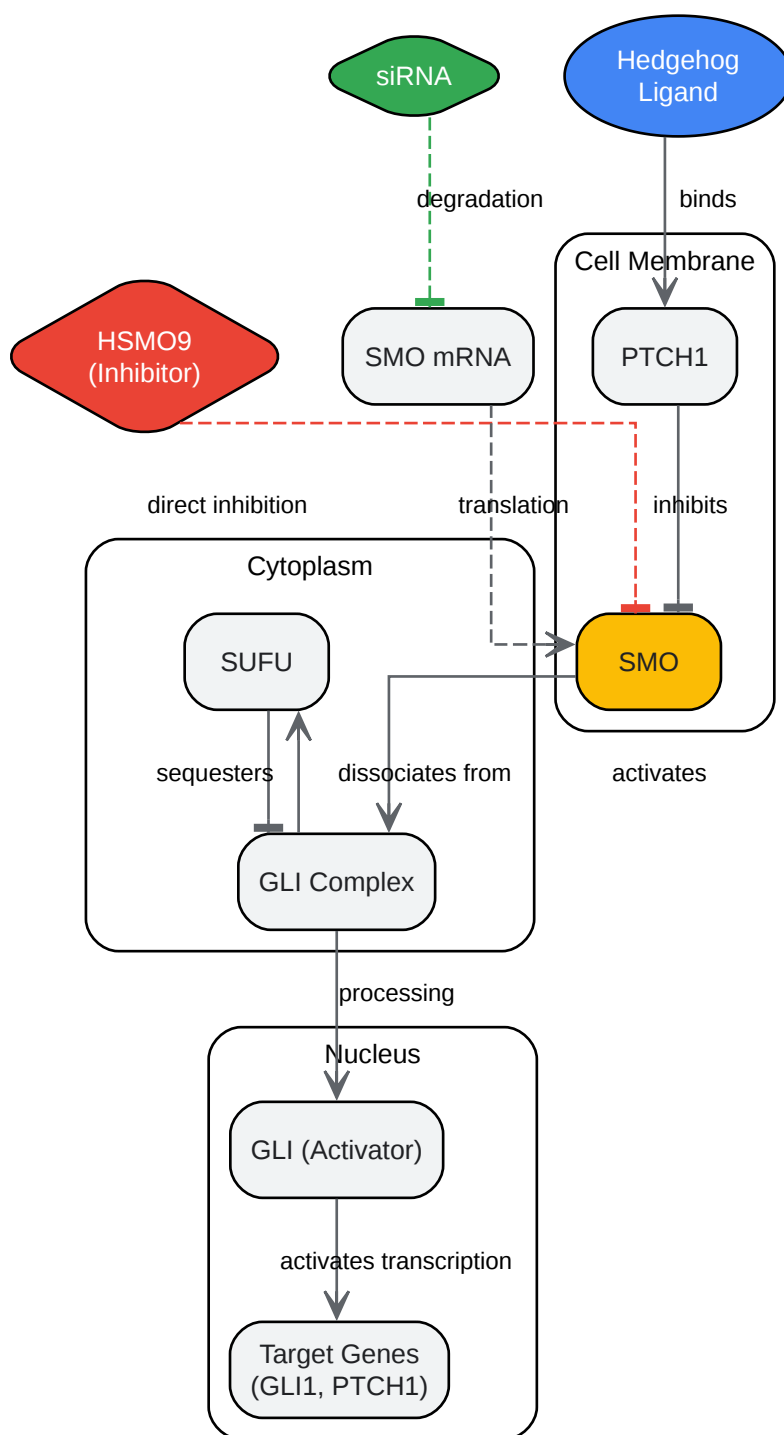 siRNA
Hedgehog
Ligand
degradation
binds
Cell Membrane
HSMO9
(Inhibitor)
SMO mRNA
PTCH1
direct inhibition
translation
inhibits
Cytoplasm
SUFU
SMO
sequesters
dissociates from
activates
GLI Complex
processing
Nucleus
GLI (Activator)
activates transcription
Target Genes
(GLI1, PTCH1)